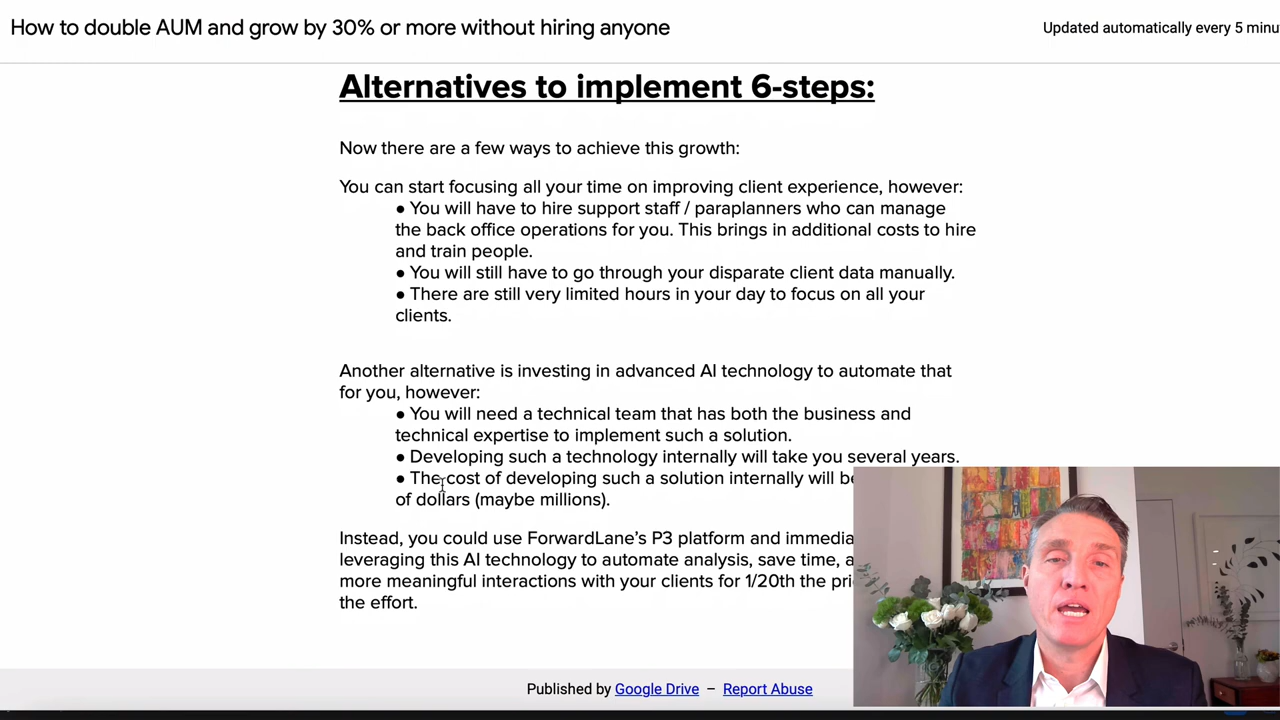 How to double AUM and grow by 30% or more without hiring anyone
Updated automatically every 5 minu
Alternatives to implement 6-steps:
Now there are a few ways to achieve this growth:
You can start focusing all your time on improving client experience, however:
● You will have to hire support staff / paraplanners who can manage
the back office operations for you. This brings in additional costs to hire
and train people.
● You will still have to go through your disparate client data manually.
● There are still very limited hours in your day to focus on all your
clients.
Another alternative is investing in advanced AI technology to automate that
for you, however:
● You will need a technical team that has both the business and
technical expertise to implement such a solution.
● Developing such a technology internally will take you several years.
● The cost of developing such a solution internally will be
of dollars (maybe millions).
Instead, you could use ForwardLane's P3 platform and immedia
leveraging this AI technology to automate analysis, save time, a
more meaningful interactions with your clients for 1/20th the pri
the effort.
Published by Google Drive – Report Abuse